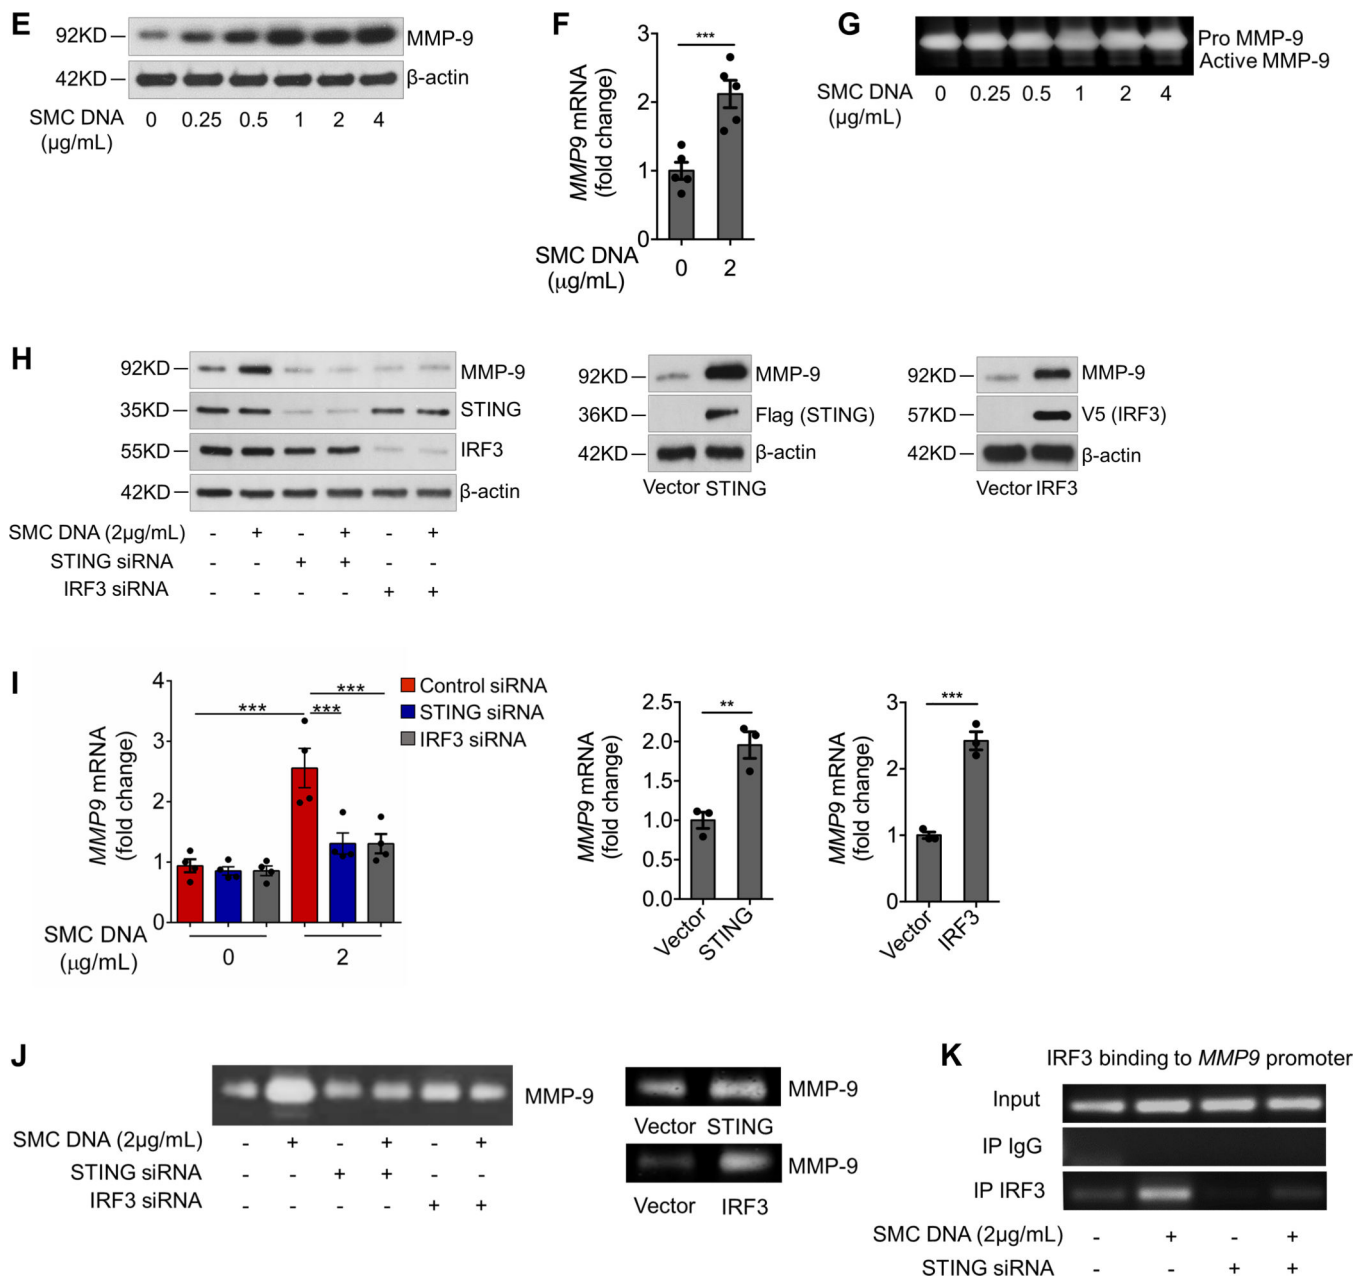 E
92KD
MMP-9
42KD
β-actin
SMC DNA
(µg/mL)
0 0.25 0.5 1 2 4
F
MMP9 mRNA
(fold change)
3
2
1
0
***
SMC DNA
(µg/mL)
0 2
G
Pro MMP-9
Active MMP-9
SMC DNA
(µg/mL)
0 0.25 0.5 1 2 4
H
92KD
MMP-9
35KD
STING
55KD
IRF3
42KD
β-actin
SMC DNA (2µg/mL) - + - + - +
STING siRNA - - + + - -
IRF3 siRNA - - - - + +
92KD
MMP-9
36KD
Flag (STING)
42KD
β-actin
Vector STING
92KD
MMP-9
57KD
V5 (IRF3)
42KD
β-actin
Vector IRF3
I
MMP9 mRNA
(fold change)
4
3
2
1
0
*** *** ***
Control siRNA
STING siRNA
IRF3 siRNA
SMC DNA
(µg/mL)
0 2
MMP9 mRNA
(fold change)
2.5
2.0
1.5
1.0
0.5
0.0
**
Vector
STING
MMP9 mRNA
(fold change)
3
2
1
0
***
Vector
IRF3
J
MMP-9
SMC DNA (2µg/mL) - + - + - +
STING siRNA - - + + - -
IRF3 siRNA - - - - + +
MMP-9
Vector STING
MMP-9
Vector IRF3
K
IRF3 binding to MMP9 promoter
Input
IP IgG
IP IRF3
SMC DNA (2µg/mL) - + - +
STING siRNA - - + +